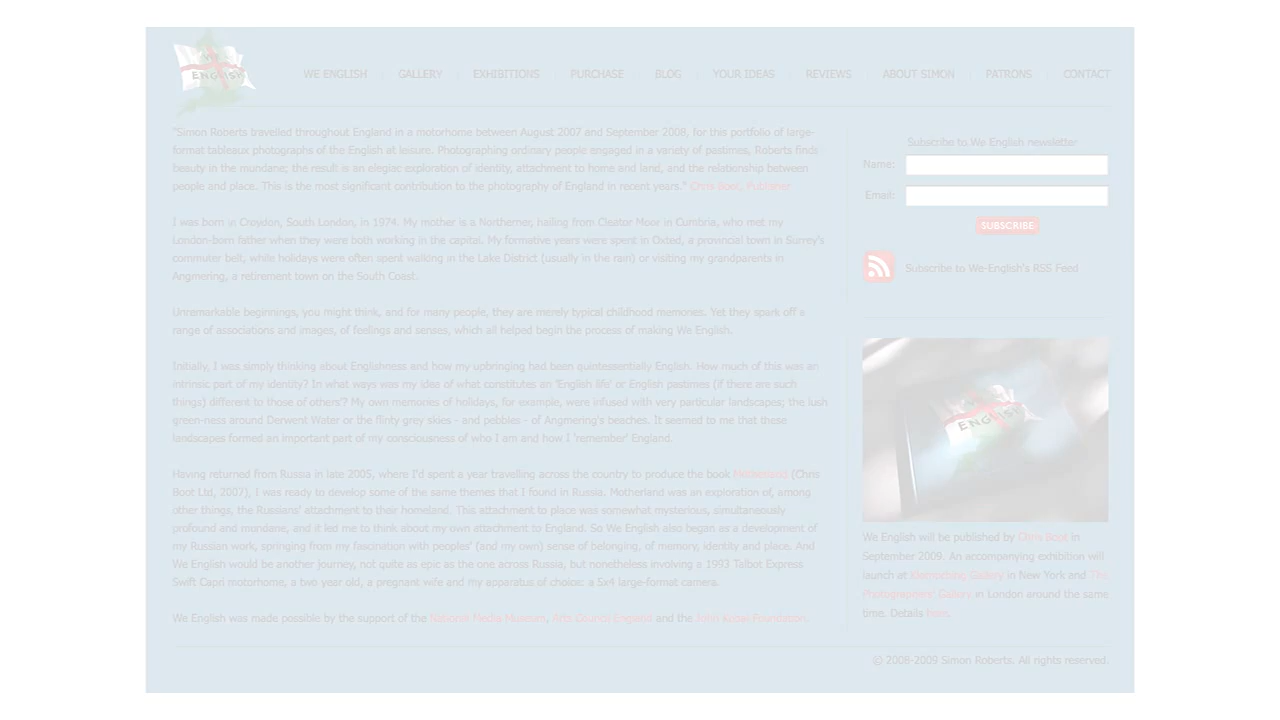 WE ENGLISH
WE ENGLISH GALLERY EXHIBITIONS PURCHASE BLOG YOUR IDEAS REVIEWS ABOUT SIMON PATRONS CONTACT
"Simon Roberts travelled throughout England in a motorhome between August 2007 and September 2008, for this portfolio of large-
format tableaux photographs of the English at leisure. Photographing ordinary people engaged in a variety of pastimes, Roberts finds
beauty in the mundane; the result is an elegiac exploration of identity, attachment to home and land, and the relationship between
people and place. This is the most significant contribution to the photography of England in recent years." Chris Boot, Publisher
I was born in Croydon, South London, in 1974. My mother is a Northerner, hailing from Cleator Moor in Cumbria, who met my
London-born father when they were both working in the capital. My formative years were spent in Oxted, a provincial town in Surrey's
commuter belt, while holidays were often spent walking in the Lake District (usually in the rain) or visiting my grandparents in
Angmering, a retirement town on the South Coast.
Unremarkable beginnings, you might think, and for many people, they are merely typical childhood memories. Yet they spark off a
range of associations and images, of feelings and senses, which all helped begin the process of making We English.
Initially, I was simply thinking about Englishness and how my upbringing had been quintessentially English. How much of this was an
intrinsic part of my identity? In what ways was my idea of what constitutes an 'English life' or English pastimes (if there are such
things) different to those of others'? My own memories of holidays, for example, were infused with very particular landscapes; the lush
green-ness around Derwent Water or the flinty grey skies - and pebbles - of Angmering's beaches. It seemed to me that these
landscapes formed an important part of my consciousness of who I am and how I 'remember' England.
Having returned from Russia in late 2005, where I'd spent a year travelling across the country to produce the book Motherland (Chris
Boot Ltd, 2007), I was ready to develop some of the same themes that I found in Russia. Motherland was an exploration of, among
other things, the Russians' attachment to their homeland. This attachment to place was somewhat mysterious, simultaneously
profound and mundane, and it led me to think about my own attachment to England. So We English also began as a development of
my Russian work, springing from my fascination with peoples' (and my own) sense of belonging, of memory, identity and place. And
We English would be another journey, not quite as epic as the one across Russia, but nonetheless involving a 1993 Talbot Express
Swift Capri motorhome, a two year old, a pregnant wife and my apparatus of choice: a 5x4 large-format camera.
We English was made possible by the support of the National Media Museum, Arts Council England and the John Kobal Foundation.
Subscribe to We English newsletter
Name:
Email:
SUBSCRIBE
Subscribe to We-English's RSS Feed
ENGLISH
We English will be published by Chris Boot in
September 2009. An accompanying exhibition will
launch at Klompching Gallery in New York and The
Photographers' Gallery in London around the same
time. Details here.
© 2008-2009 Simon Roberts. All rights reserved.